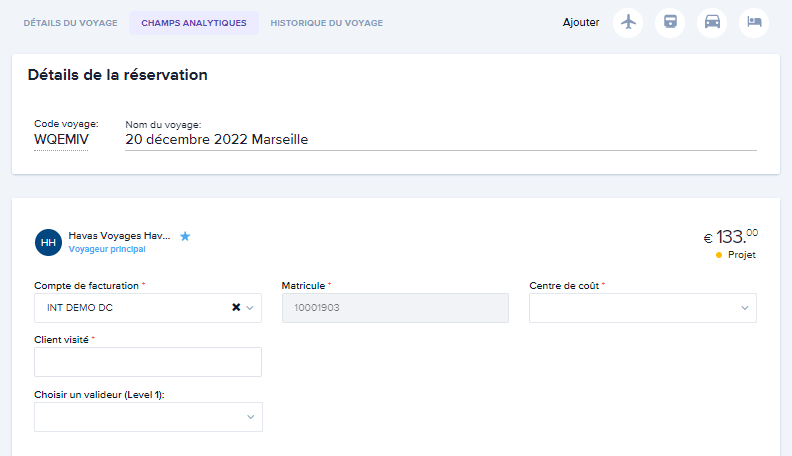 DÉTAILS DU VOYAGE CHAMPS ANALYTIQUES HISTORIQUE DU VOYAGE Ajouter
Détails de la réservation
Code voyage: Nom du voyage:
WQEMIV 20 décembre 2022 Marseille
HH Havas Voyages Hav... € 133.00
Voyageur principal Projet
Compte de facturation * Matricule * Centre de coût *
INT DEMO DC 10001903
Client visité *
Choisir un valideur (Level 1):